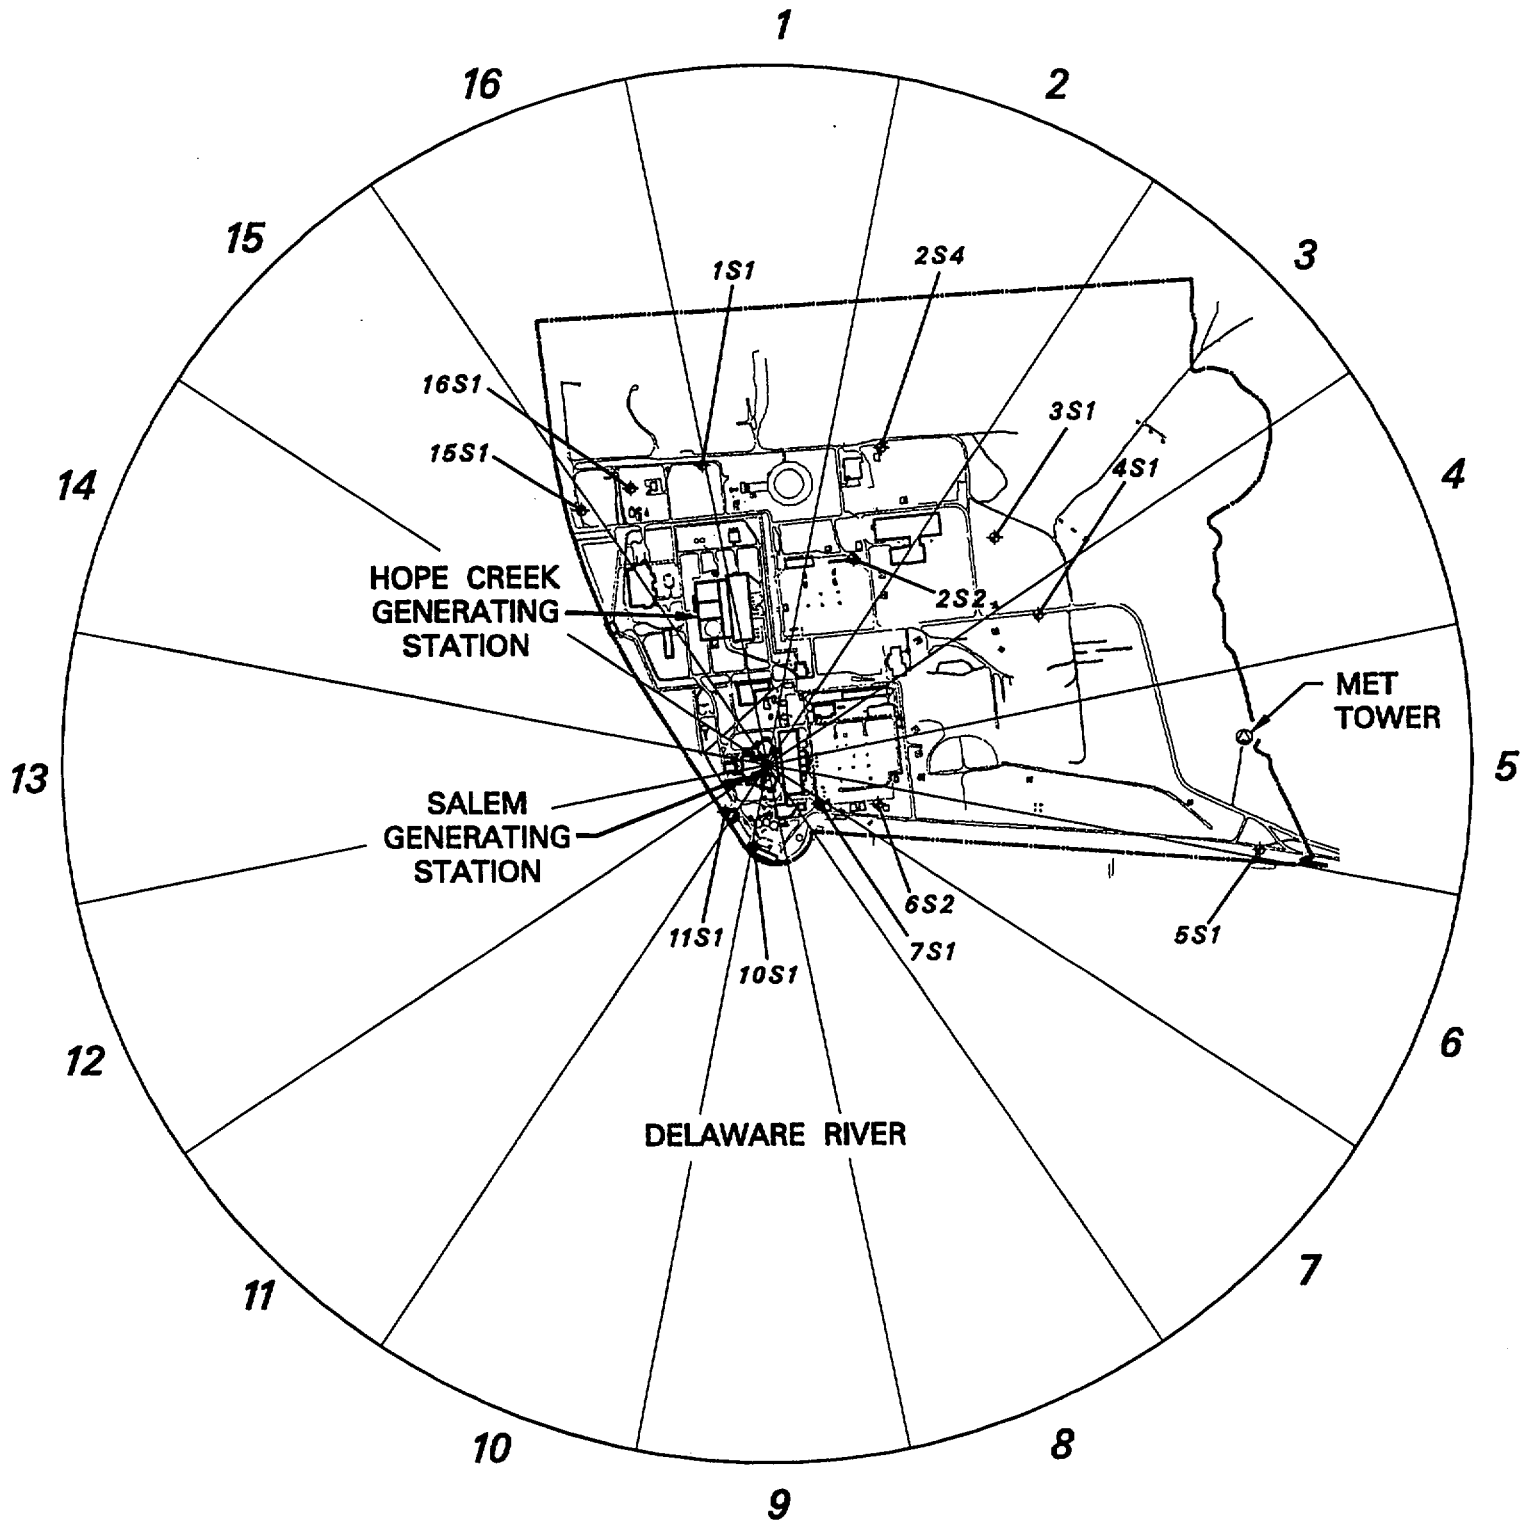 1
16
2
15
3
2S4
1S1
16S1
3S1
15S1
4S1
14
4
HOPE CREEK
GENERATING
STATION
2S2
MET
TOWER
13
5
SALEM
GENERATING
STATION
6S2
11S1
7S1
5S1
10S1
12
6
DELAWARE RIVER
11
7
10
8
9